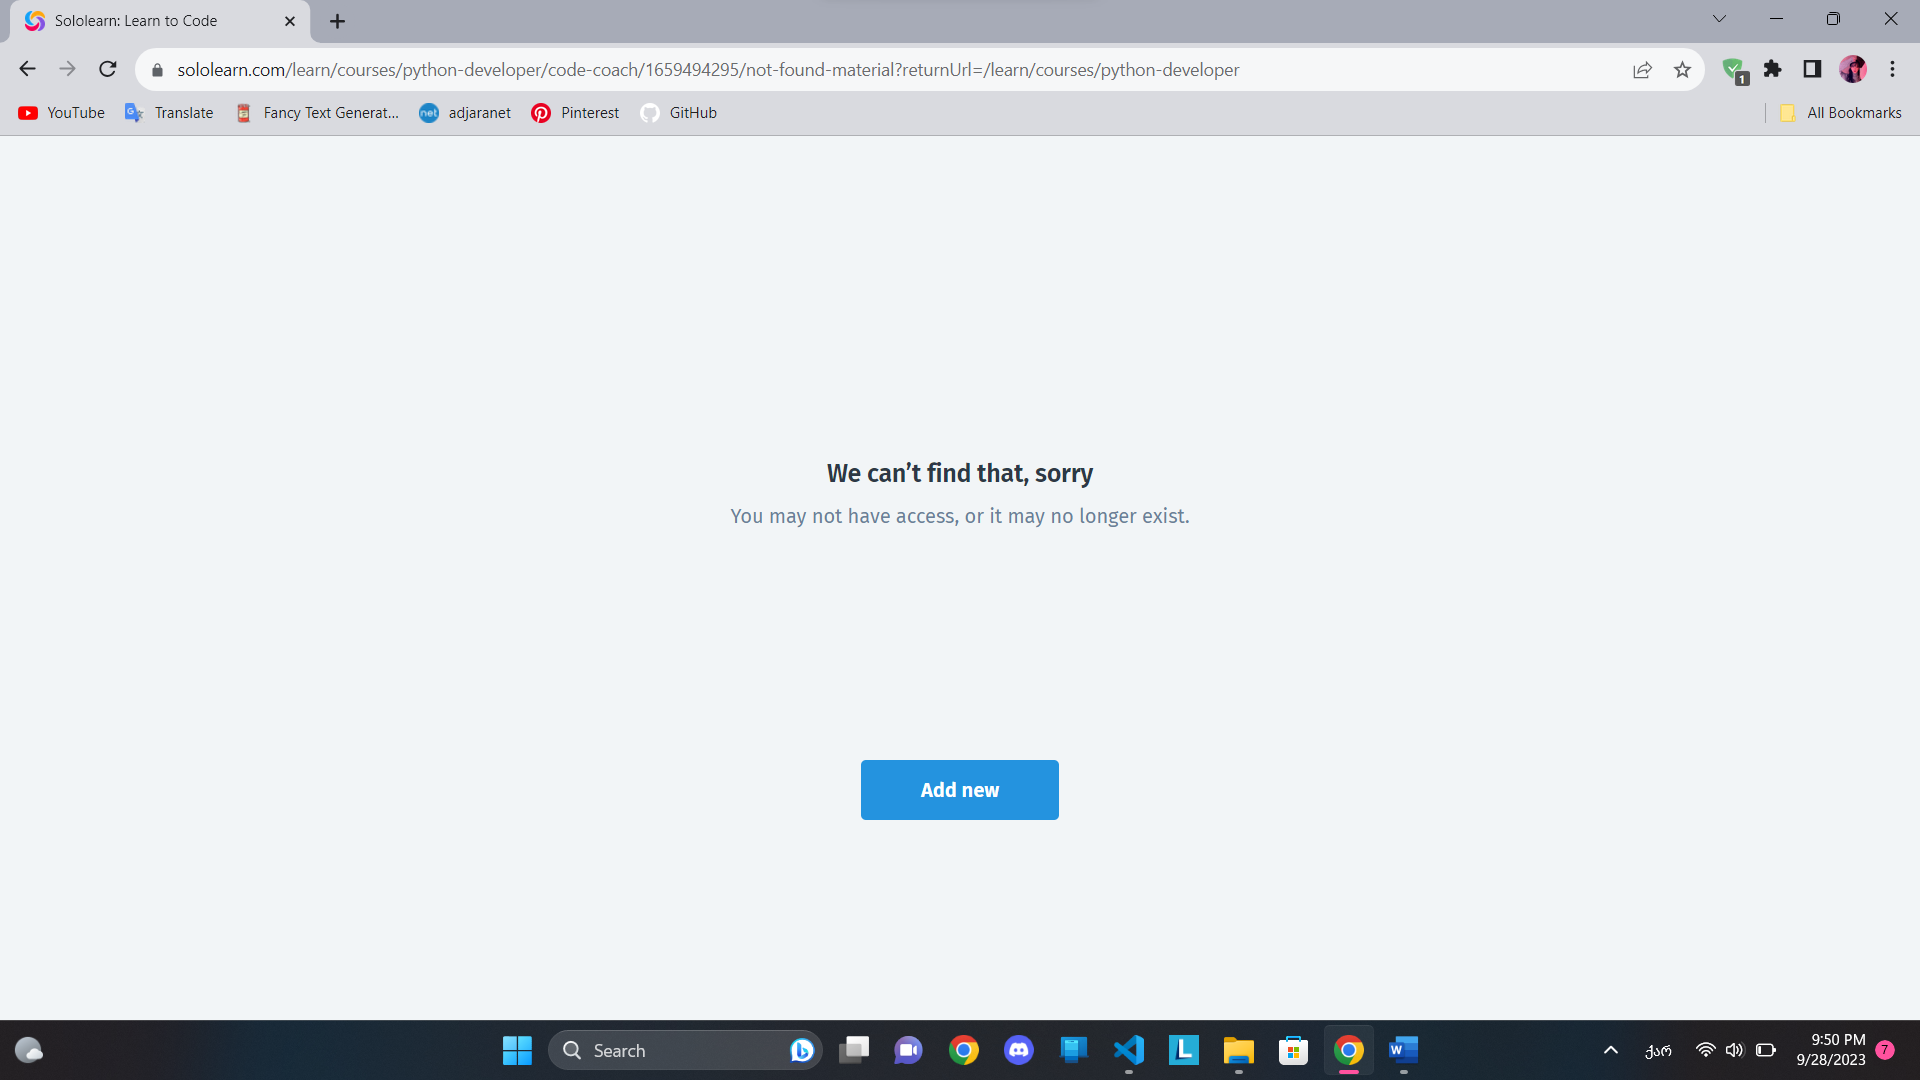 Sololearn: Learn to Code
sololearn.com/learn/courses/python-developer/code-coach/1659494295/not-found-material?returnUrl=/learn/courses/python-developer
1
YouTube Translate Fancy Text Generat... net adjaranet Pinterest GitHub All Bookmarks
We can’t find that, sorry
You may not have access, or it may no longer exist.
Add new
Search
L
W
ქარ
9:50 PM
9/28/2023
7